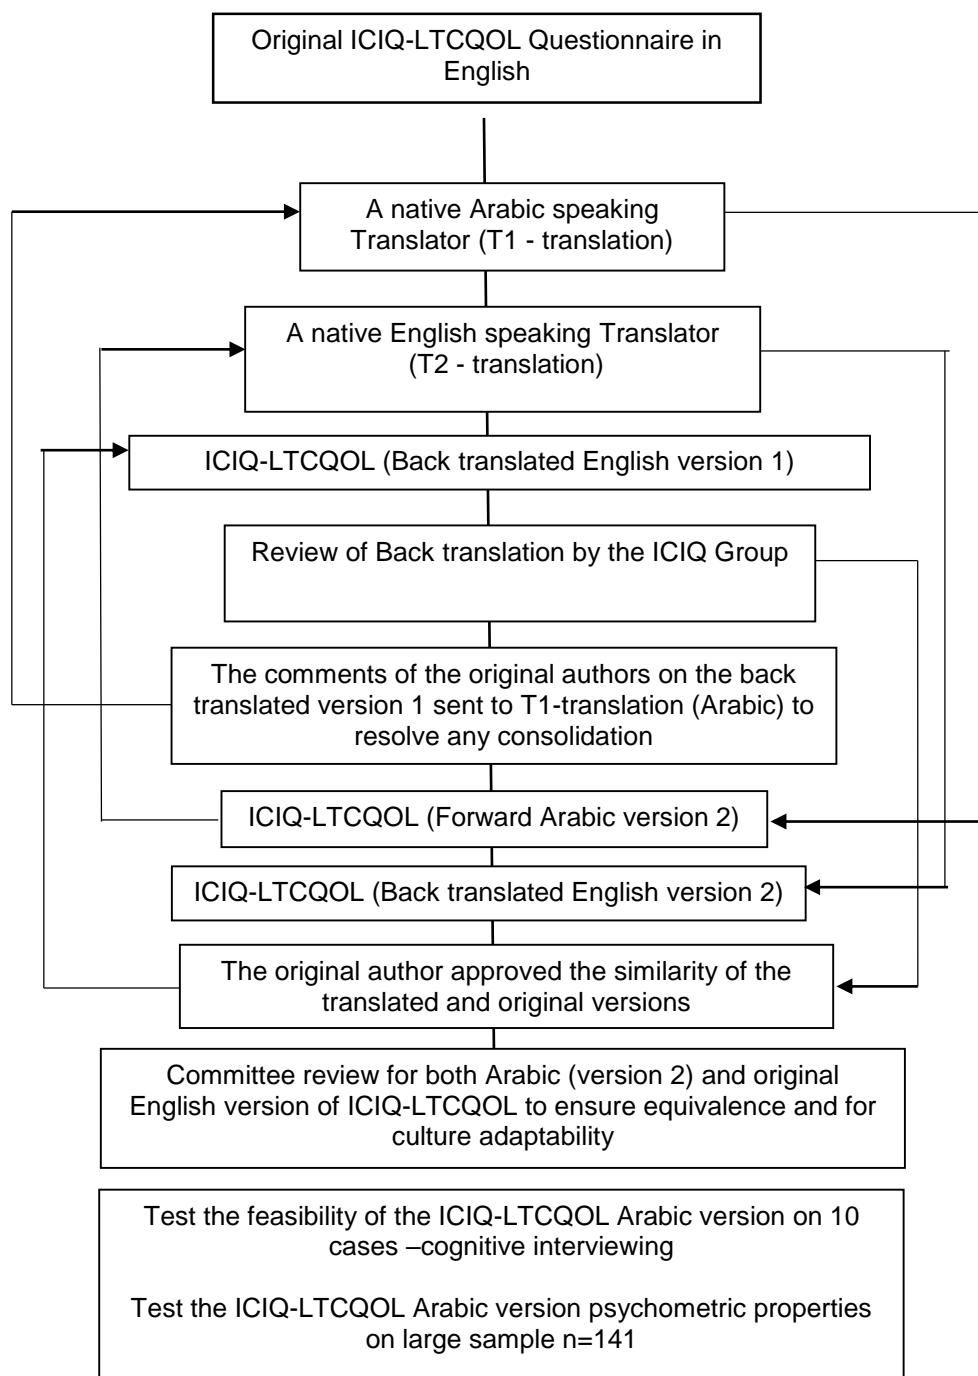 Original ICIQ-LTCQOL Questionnaire in
English
A native Arabic speaking
Translator (T1 - translation)
A native English speaking Translator
(T2 - translation)
ICIQ-LTCQOL (Back translated English version 1)
Review of Back translation by the ICIQ Group
The comments of the original authors on the back
translated version 1 sent to T1-translation (Arabic) to
resolve any consolidation
ICIQ-LTCQOL (Forward Arabic version 2)
ICIQ-LTCQOL (Back translated English version 2)
The original author approved the similarity of the
translated and original versions
Committee review for both Arabic (version 2) and original
English version of ICIQ-LTCQOL to ensure equivalence and for
culture adaptability
Test the feasibility of the ICIQ-LTCQOL Arabic version on 10
cases –cognitive interviewing
Test the ICIQ-LTCQOL Arabic version psychometric properties
on large sample n=141